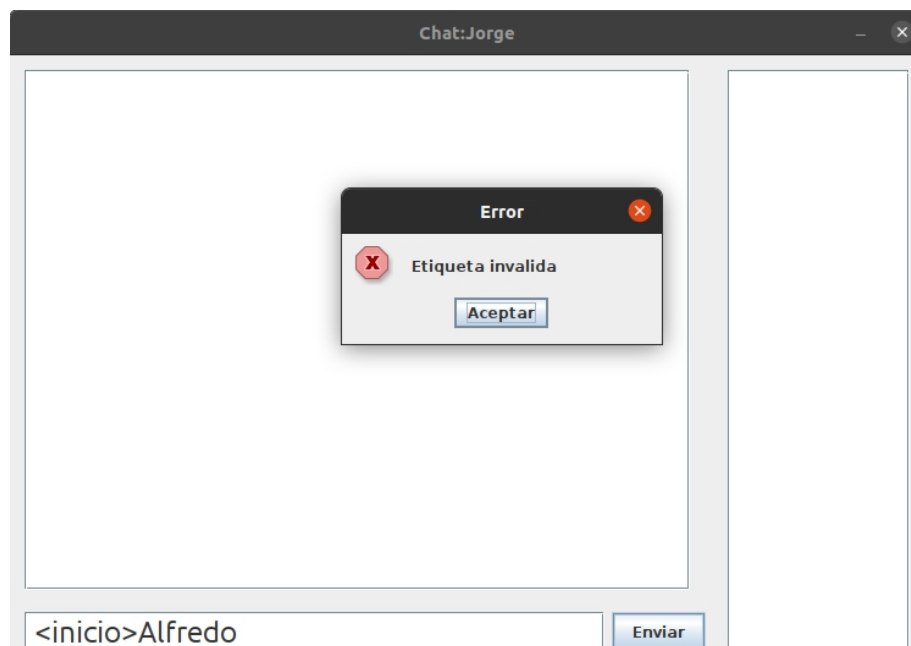 Chat:Jorge
Error
Etiqueta invalida
Aceptar
<inicio>Alfredo
Enviar